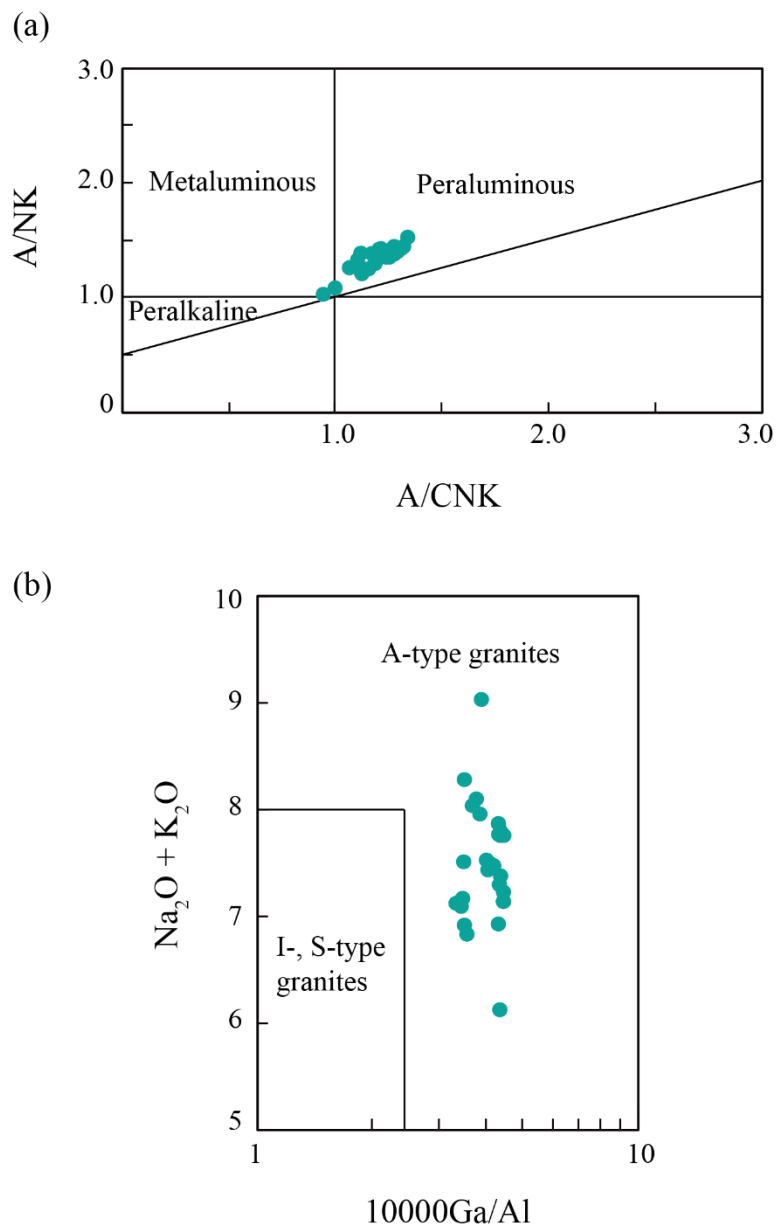 (a)
3.0
2.0
1.0
0
A/NK
Metaluminous
Peraluminous
Peralkaline
1.0
2.0
3.0
A/CNK
(b)
10
9
8
7
6
5
Na₂O + K₂O
A-type granites
I-, S-type
granites
1
10
10000Ga/Al